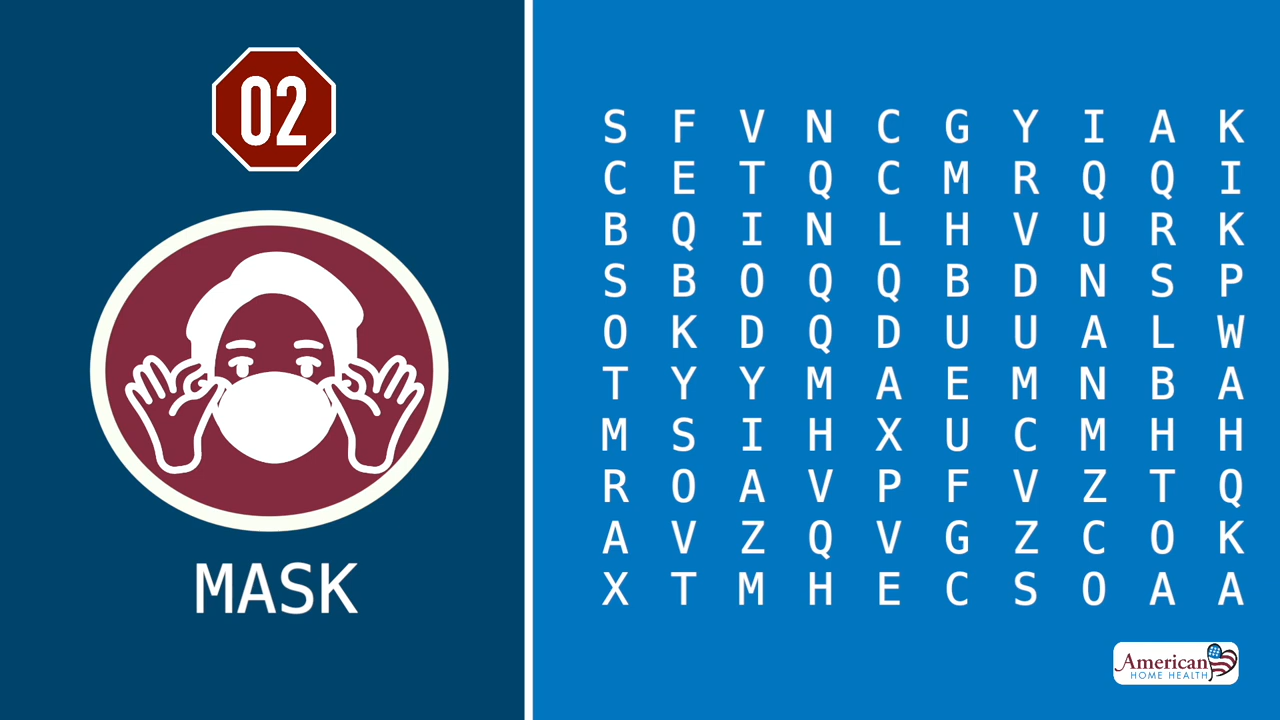 02
MASK
S F V N C G Y I A K
C E T Q C M R Q Q I
B Q I N L H V U R K
S B O Q Q B D N S P
O K D Q D U U A L W
T Y Y M A E M N B A
M S I H X U C M H H
R O A V P F V Z T Q
A V Z Q V G Z C O K
X T M H E C S O A A
American
HOME HEALTH